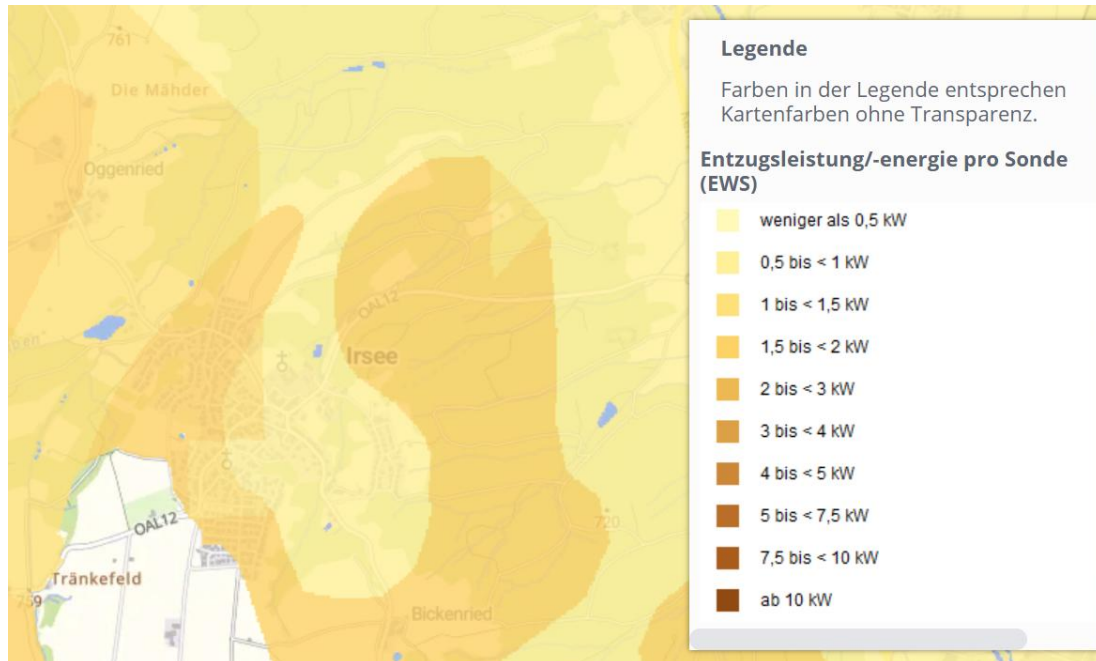 761
Die Mähder
Oggenried
OAL12
Irsee
720
OAL12
Tränkefeld
759
Bickenried
Legende
Farben in der Legende entsprechen
Kartenfarben ohne Transparenz.
Entzugsleistung/-energie pro Sonde
(EWS)
weniger als 0,5 kW
0,5 bis < 1 kW
1 bis < 1,5 kW
1,5 bis < 2 kW
2 bis < 3 kW
3 bis < 4 kW
4 bis < 5 kW
5 bis < 7,5 kW
7,5 bis < 10 kW
ab 10 kW